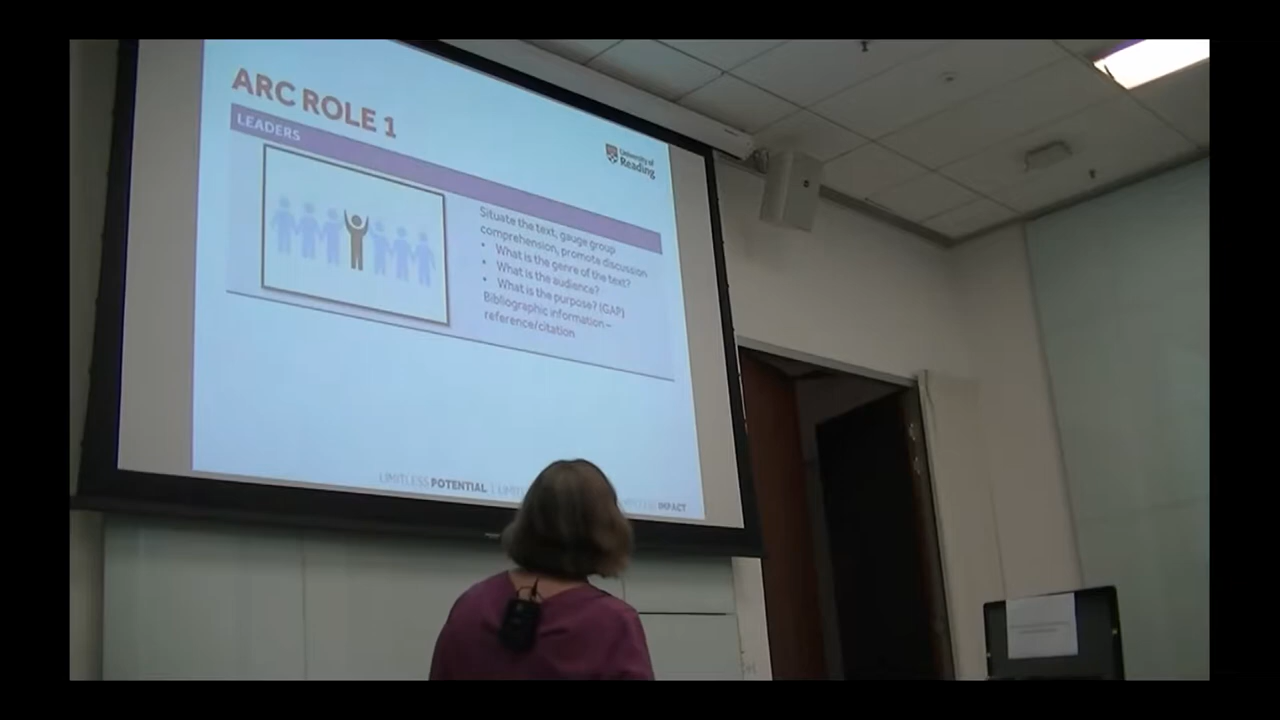 ARC ROLE 1
LEADERS
University of
Reading
Situate the text, gauge group
comprehension, promote discussion
• What is the genre of the text?
• What is the audience?
• What is the purpose? (GAP)
Bibliographic information –
reference/citation
LIMITLESS POTENTIAL | IMPACT